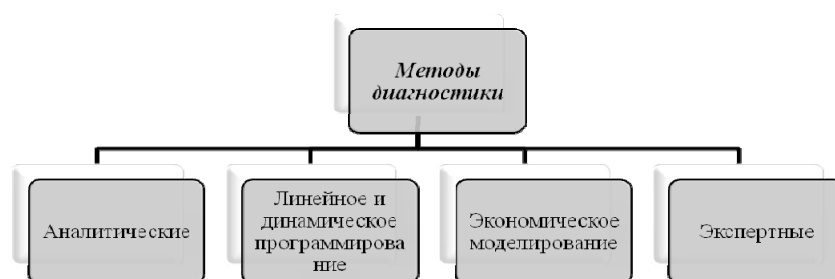 Методы
диагностики
Аналитические
Линейное и
динамическое
программирова
ние
Экономическое
моделирование
Экспертные